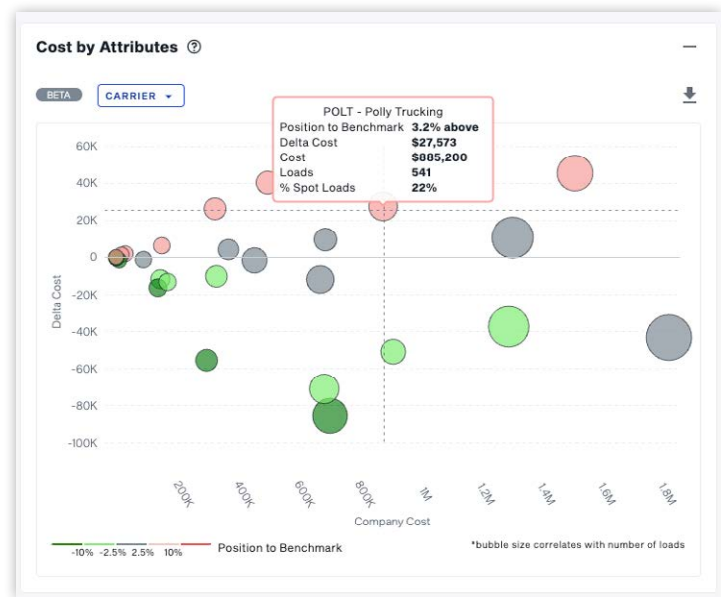 Cost by Attributes ?
BETA
CARRIER
POLT - Polly Trucking
Position to Benchmark 3.2% above
Delta Cost $27,573
Cost $885,200
Loads 541
% Spot Loads 22%
60K
40K
20K
0
-20K
-40K
-60K
-80K
-100K
Delta Cost
200K 400K 600K 800K 1M 1.2M 1.4M 1.6M 1.8M
Company Cost
-10% -2.5% 2.5% 10% Position to Benchmark
*bubble size correlates with number of loads